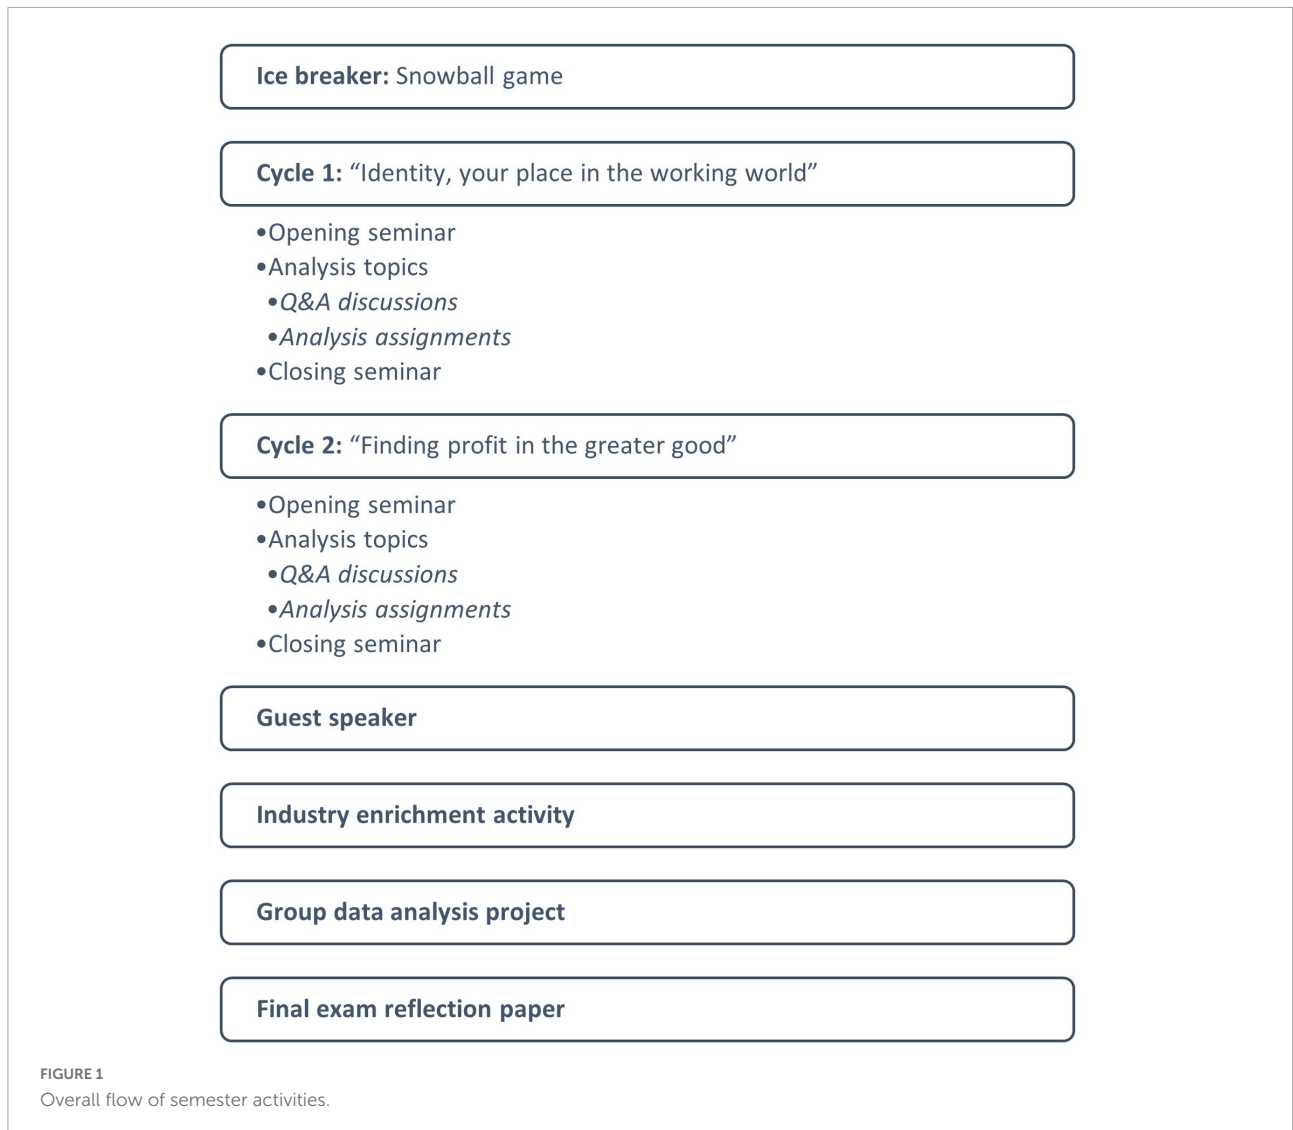 Ice breaker: Snowball game
Cycle 1: “Identity, your place in the working world”
•Opening seminar
•Analysis topics
•Q&A discussions
•Analysis assignments
•Closing seminar
Cycle 2: “Finding profit in the greater good”
•Opening seminar
•Analysis topics
•Q&A discussions
•Analysis assignments
•Closing seminar
Guest speaker
Industry enrichment activity
Group data analysis project
Final exam reflection paper
FIGURE 1
Overall flow of semester activities.